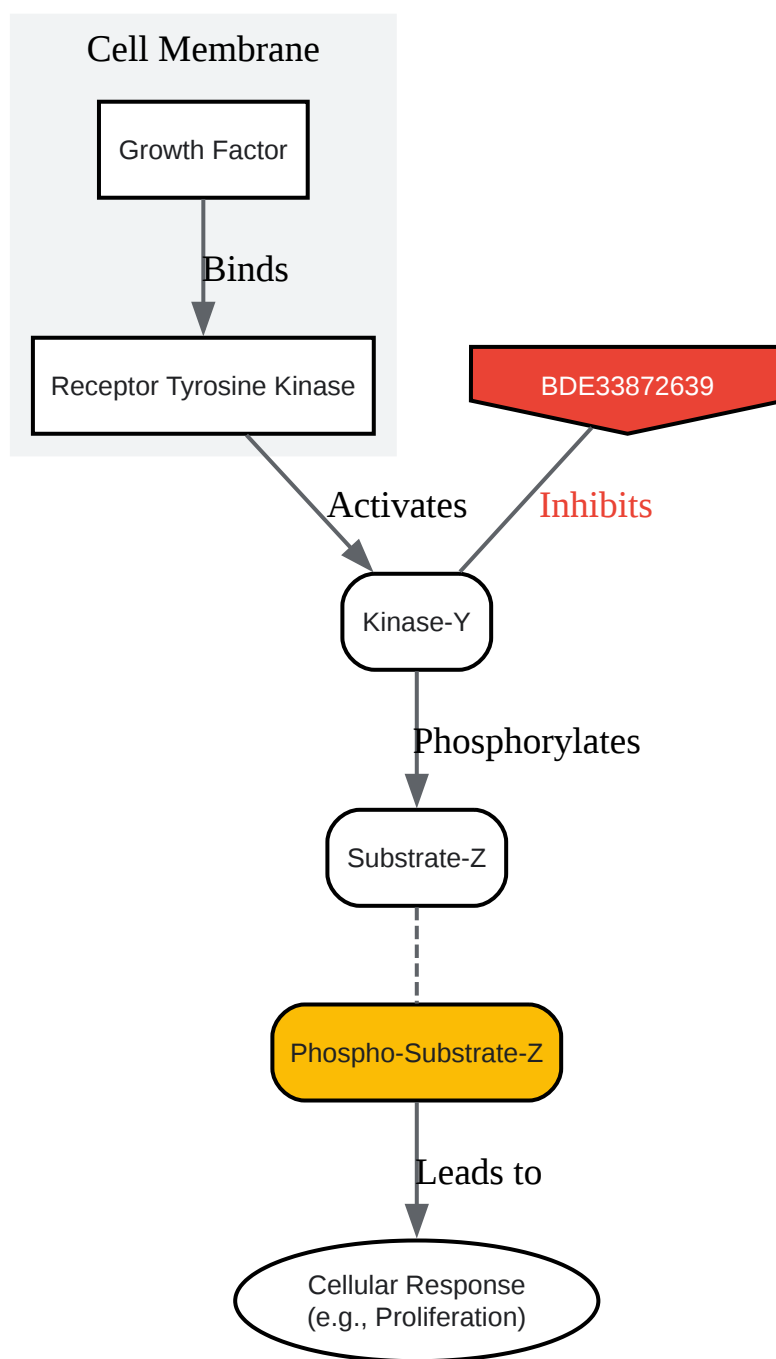 Cell Membrane
Growth Factor
Binds
Receptor Tyrosine Kinase
BDE33872639
Activates
Inhibits
Kinase-Y
Phosphorylates
Substrate-Z
Phospho-Substrate-Z
Leads to
Cellular Response
(e.g., Proliferation)